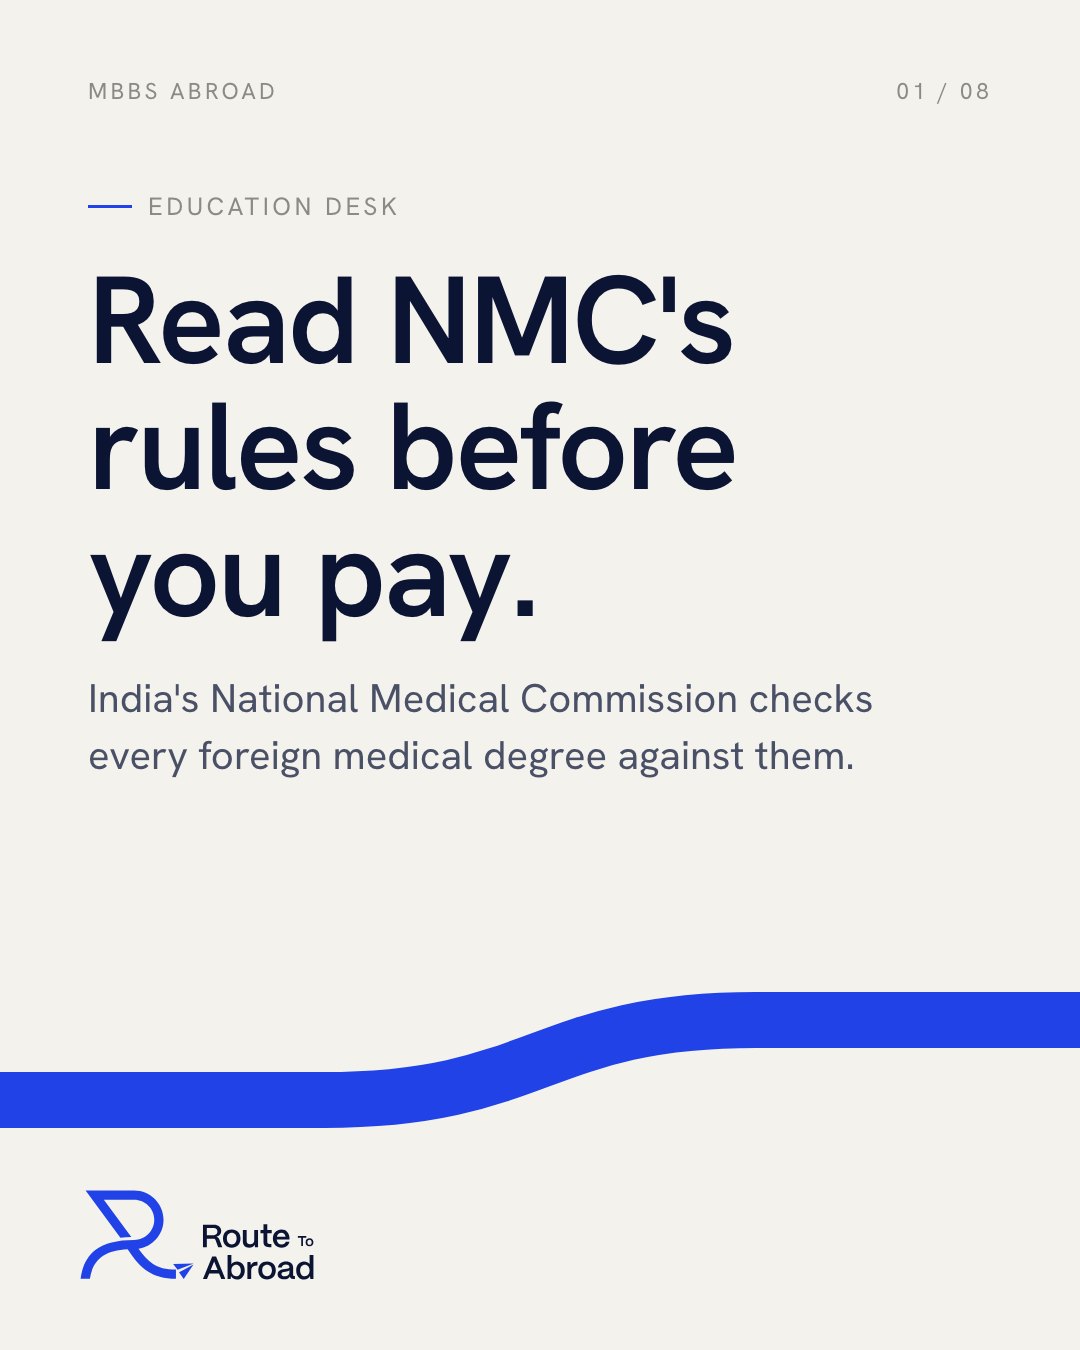 MBBS ABROAD
01 / 08
EDUCATION DESK
Read NMC's
rules before
you pay.
India's National Medical Commission checks
every foreign medical degree against them.
Route To
Abroad